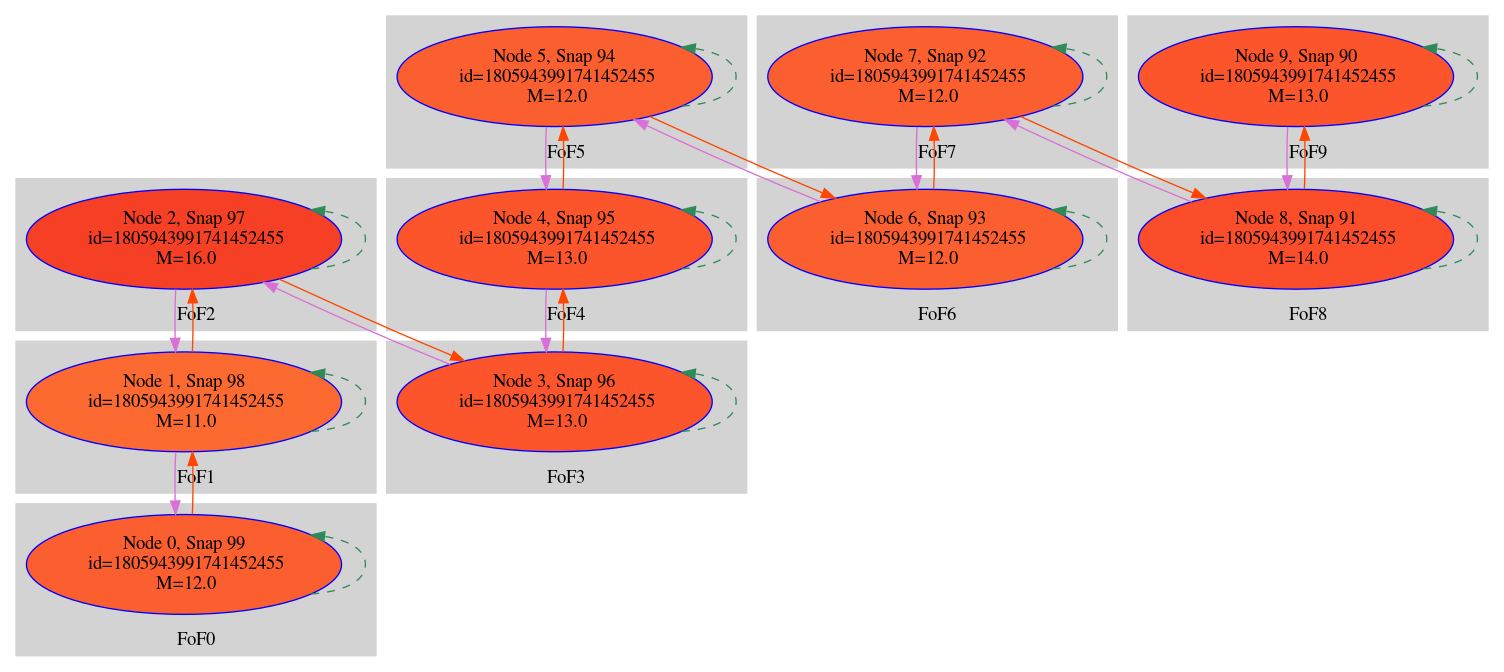 Node 5, Snap 94
id=1805943991741452455
M=12.0
FoF5
Node 7, Snap 92
id=1805943991741452455
M=12.0
FoF7
Node 9, Snap 90
id=1805943991741452455
M=13.0
FoF9
Node 2, Snap 97
id=1805943991741452455
M=16.0
FoF2
Node 4, Snap 95
id=1805943991741452455
M=13.0
FoF4
Node 6, Snap 93
id=1805943991741452455
M=12.0
FoF6
Node 8, Snap 91
id=1805943991741452455
M=14.0
FoF8
Node 1, Snap 98
id=1805943991741452455
M=11.0
FoF1
Node 3, Snap 96
id=1805943991741452455
M=13.0
FoF3
Node 0, Snap 99
id=1805943991741452455
M=12.0
FoF0